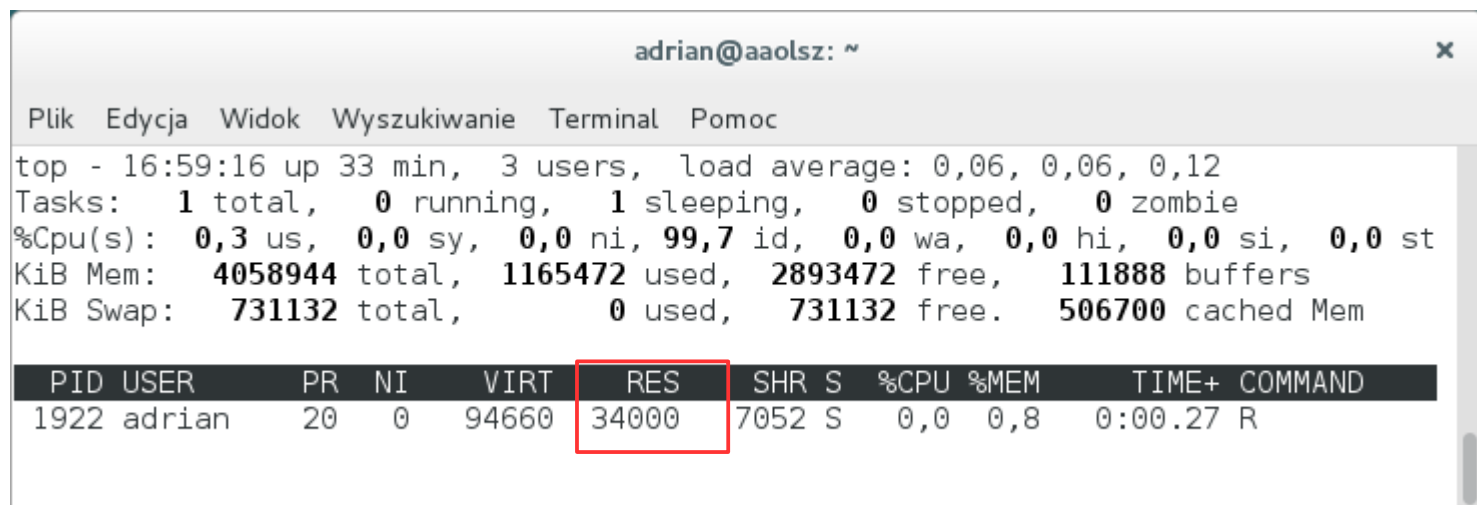 adrian@aaolsz: ~ ×
Plik Edycja Widok Wyszukiwanie Terminal Pomoc
top - 16:59:16 up 33 min, 3 users, load average: 0,06, 0,06, 0,12
Tasks: 1 total, 0 running, 1 sleeping, 0 stopped, 0 zombie
%Cpu(s): 0,3 us, 0,0 sy, 0,0 ni, 99,7 id, 0,0 wa, 0,0 hi, 0,0 si, 0,0 st
KiB Mem: 4058944 total, 1165472 used, 2893472 free, 111888 buffers
KiB Swap: 731132 total, 0 used, 731132 free. 506700 cached Mem
PID USER PR NI VIRT RES SHR S %CPU %MEM TIME+ COMMAND
1922 adrian 20 0 94660 34000 7052 S 0,0 0,8 0:00.27 R